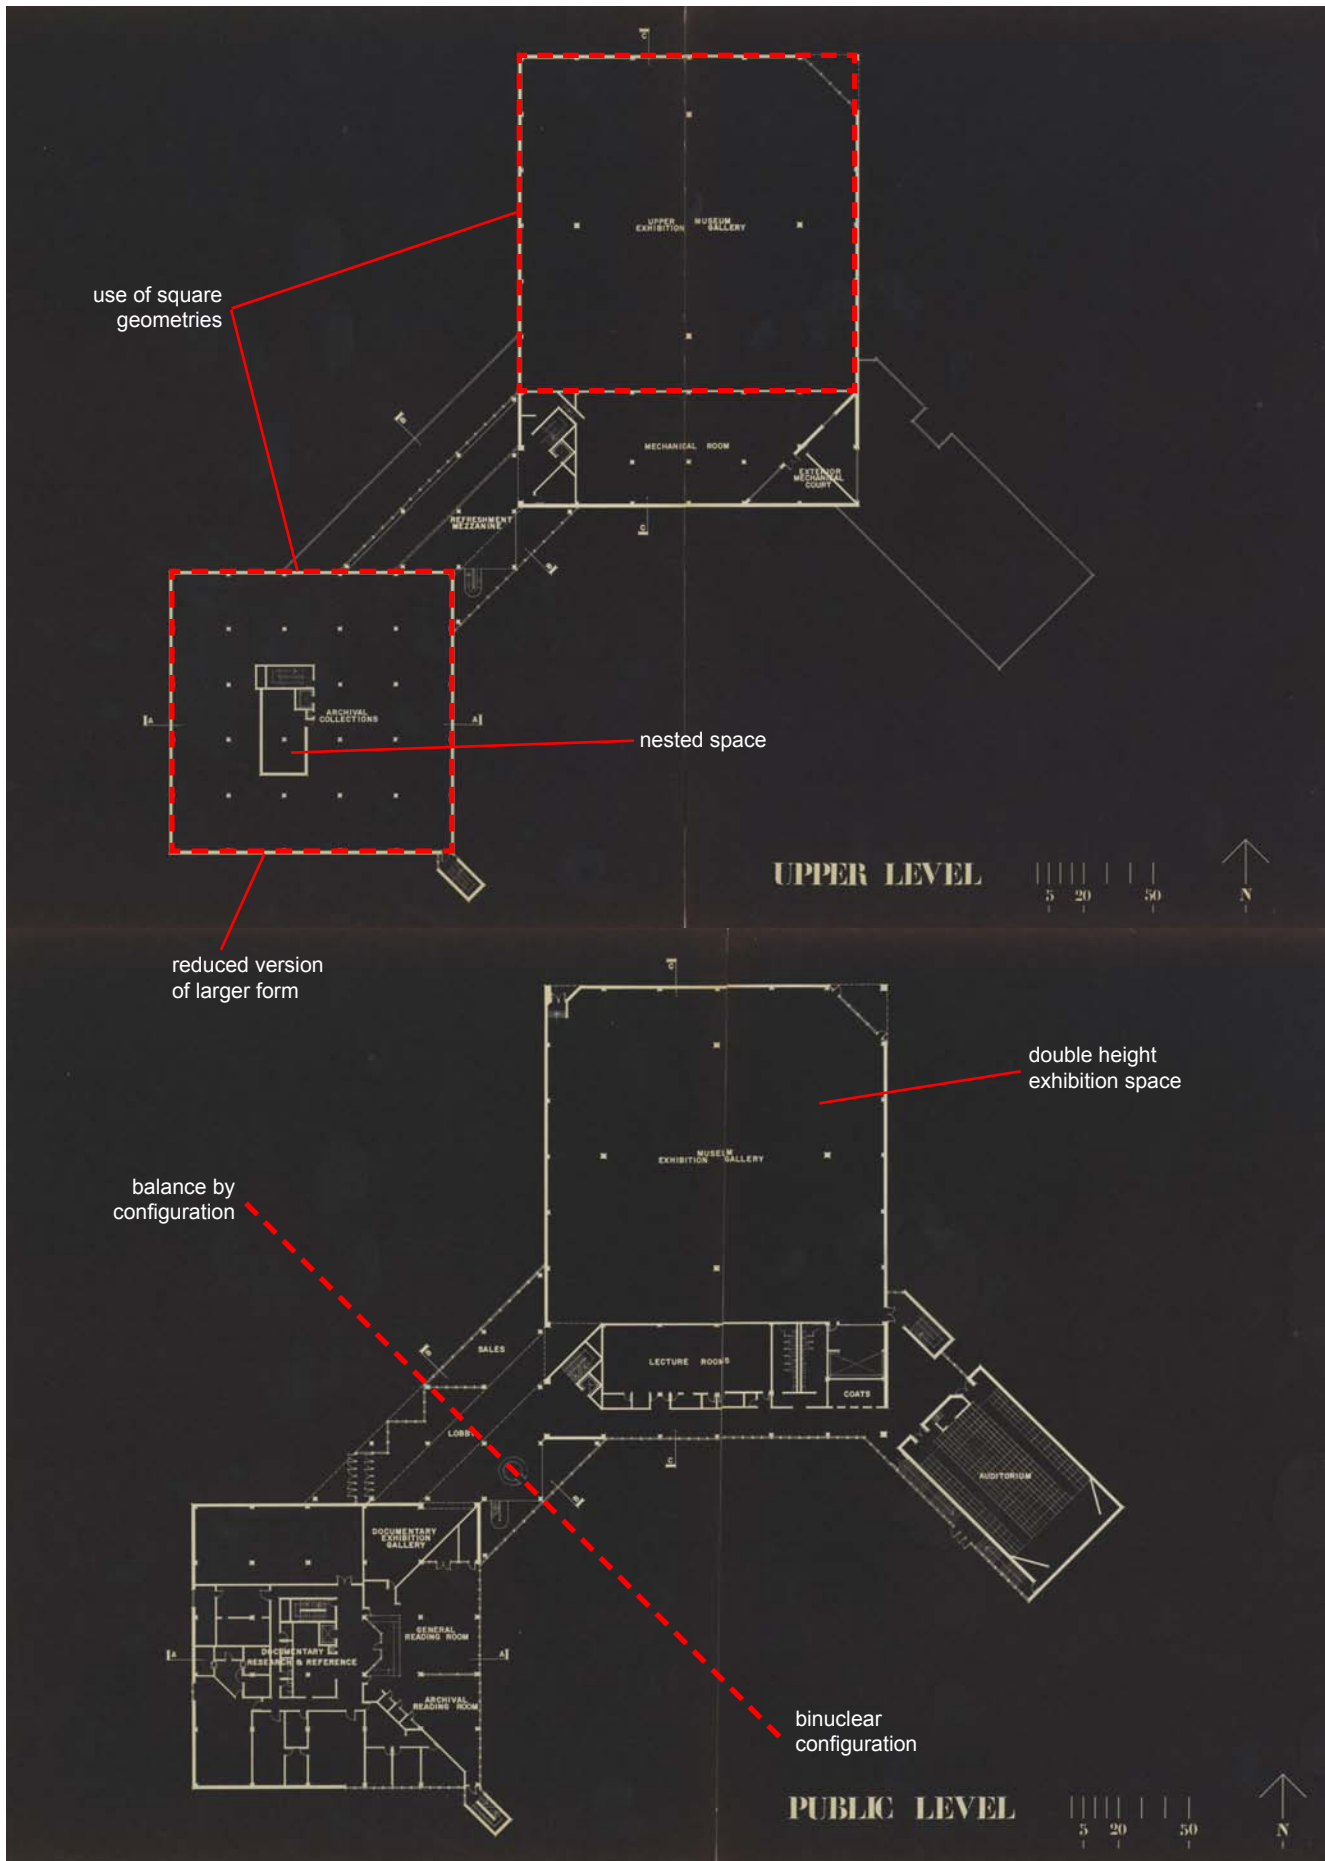 C
UPPER MUSEUM
EXHIBITION GALLERY
use of square
geometries
B
MECHANICAL ROOM
EXTERIOR
MECHANICAL
COURT
REFRESHMENT
MEZZANINE
C
B
ARCHIVAL
COLLECTIONS
A
A
nested space
UPPER LEVEL
5 20 50
N
reduced version
of larger form
C
double height
exhibition space
MUSEUM
EXHIBITION GALLERY
balance by
configuration
SALES
B
LECTURE ROOMS
COATS
LOBBY
C
AUDITORIUM
B
DOCUMENTARY
EXHIBITION
GALLERY
GENERAL
READING ROOM
DOCUMENTARY
RESEARCH & REFERENCE
A
A
ARCHIVAL
READING ROOM
binuclear
configuration
PUBLIC LEVEL
5 20 50
N